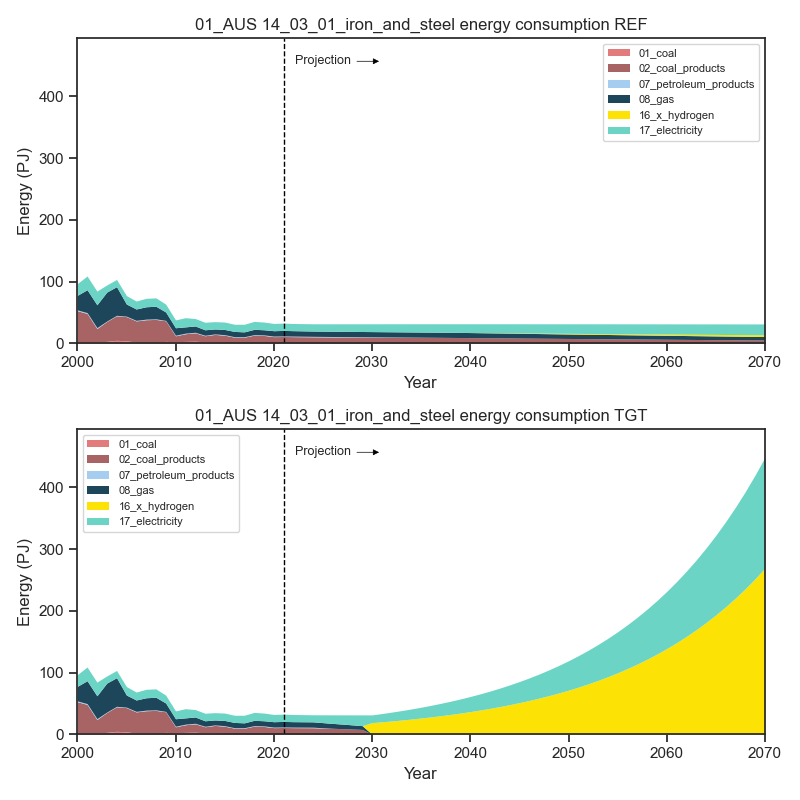 01_AUS 14_03_01_iron_and_steel energy consumption REF
Projection
01_coal
02_coal_products
07_petroleum_products
08_gas
16_x_hydrogen
17_electricity
Energy (PJ)
400
300
200
100
0
2000 2010 2020 2030 2040 2050 2060 2070
Year
01_AUS 14_03_01_iron_and_steel energy consumption TGT
01_coal
02_coal_products
07_petroleum_products
08_gas
16_x_hydrogen
17_electricity
Projection
Energy (PJ)
400
300
200
100
0
2000 2010 2020 2030 2040 2050 2060 2070
Year